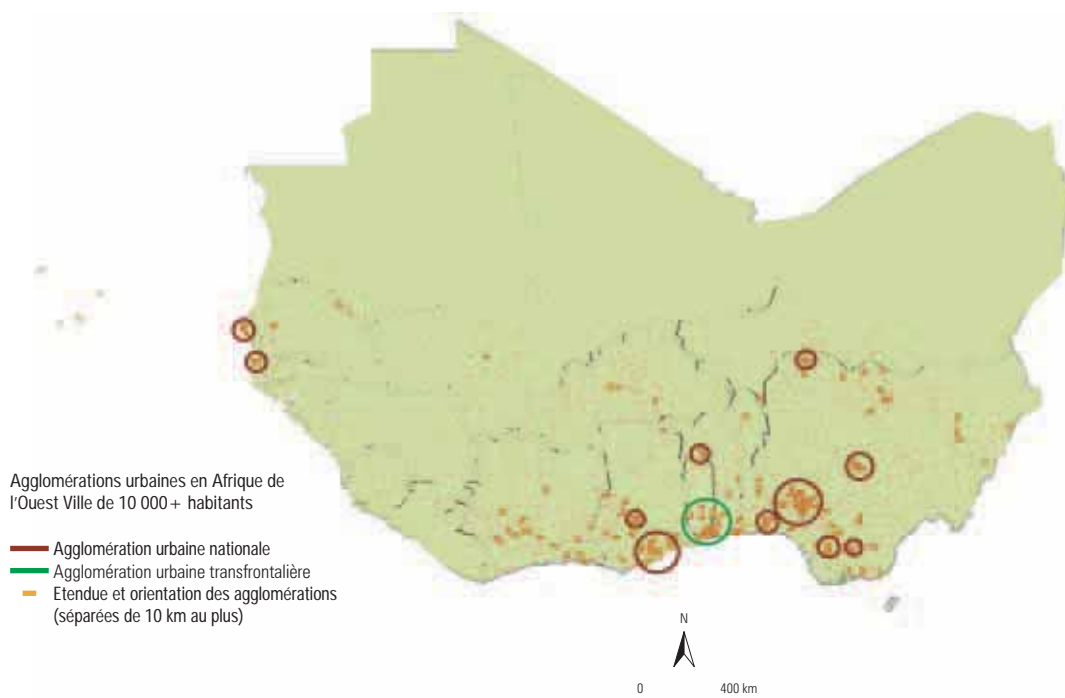 Agglomérations urbaines en Afrique de
l'Ouest Ville de 10 000+ habitants
Agglomération urbaine nationale
Agglomération urbaine transfrontalière
Etendue et orientation des agglomérations
(séparées de 10 km au plus)
N
0 400 km